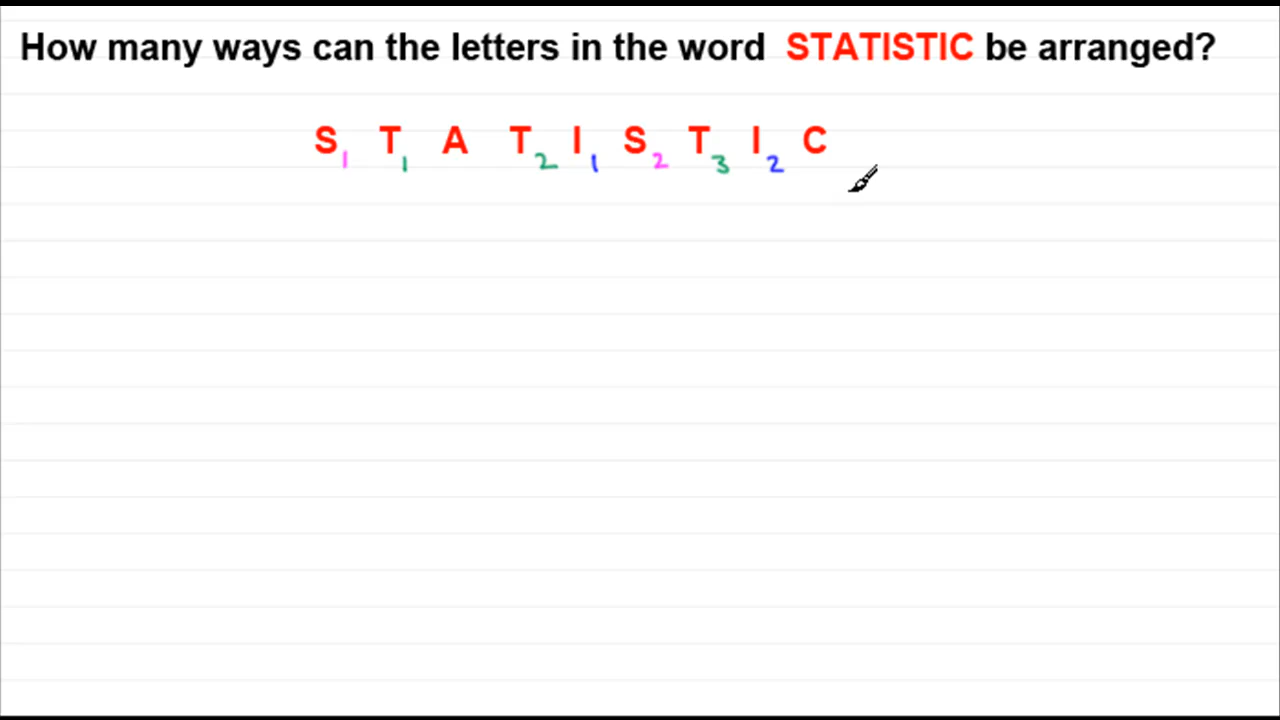 How many ways can the letters in the word STATISTIC be arranged?
S₁ T₁ A T₂ I₁ S₂ T₃ I₂ C